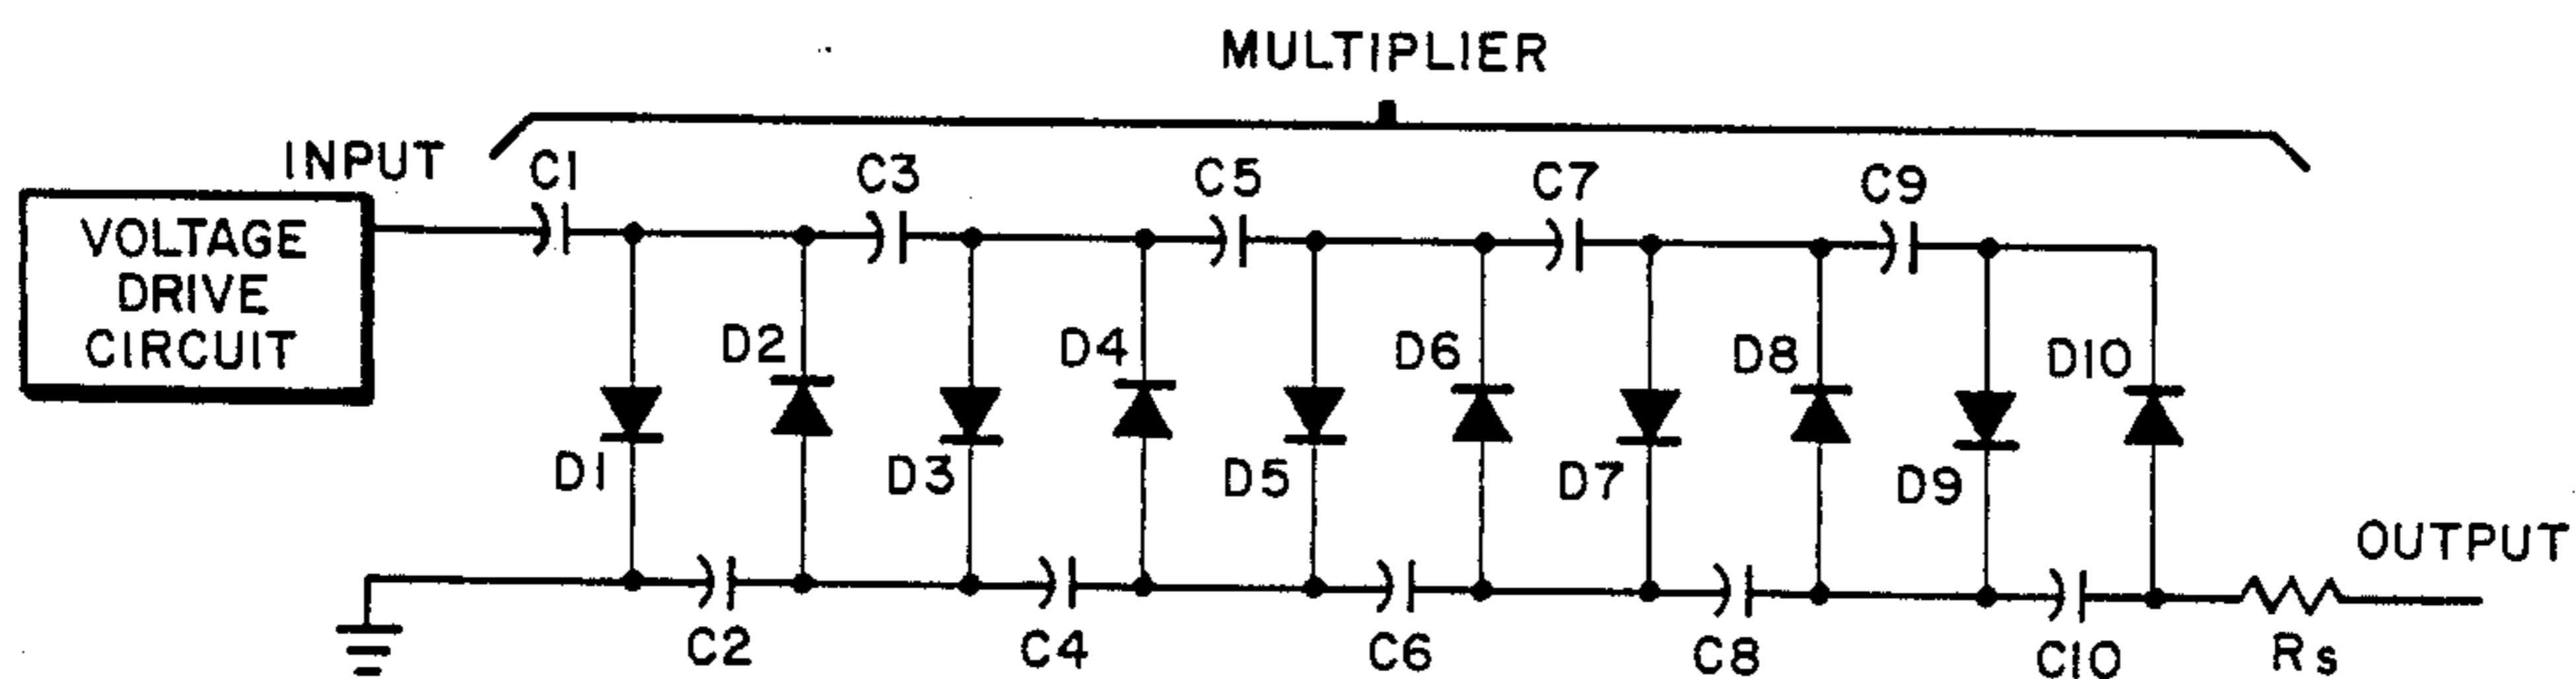 MULTIPLIER
INPUT
C1
C3
C5
C7
C9
VOLTAGE
DRIVE
CIRCUIT
D2
D4
D6
D8
D10
D1
D3
D5
D7
D9
OUTPUT
C2
C4
C6
C8
C10
Rs